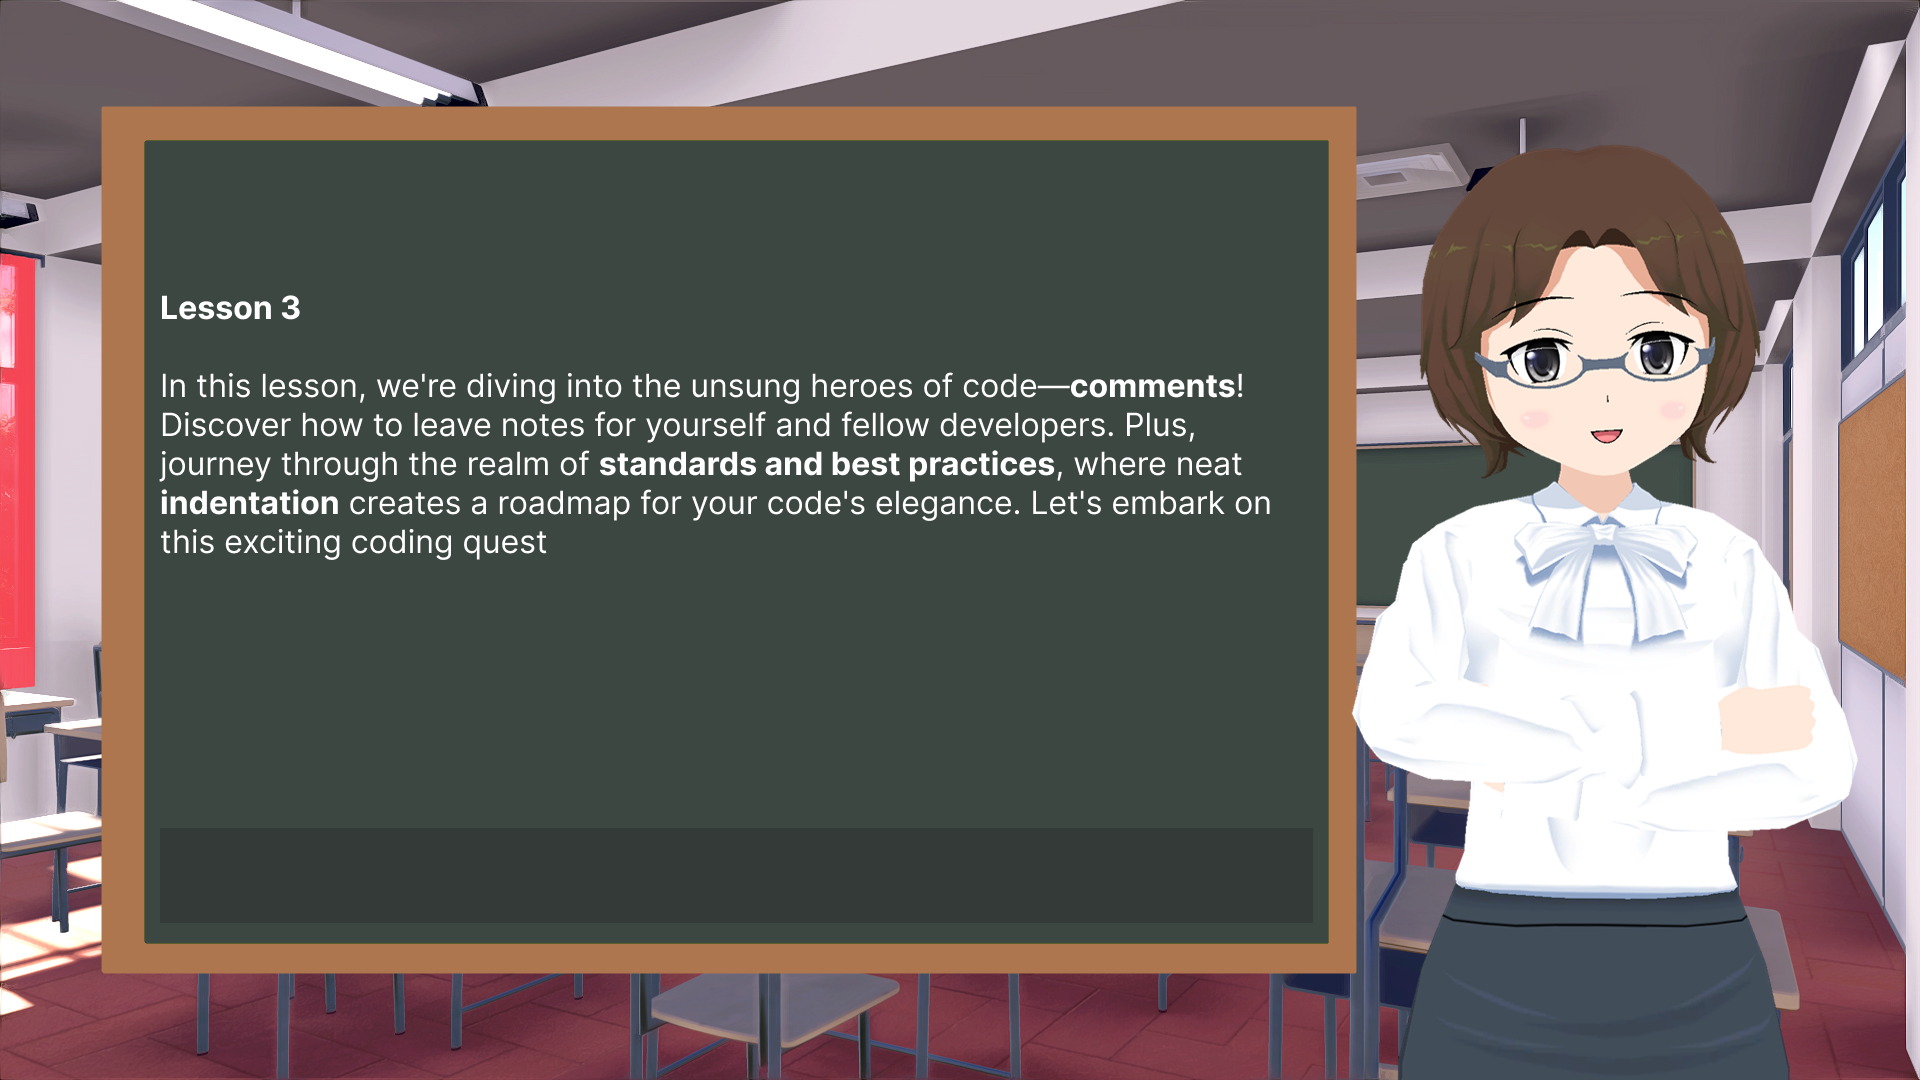 Lesson 3
In this lesson, we're diving into the unsung heroes of code—comments!
Discover how to leave notes for yourself and fellow developers. Plus,
journey through the realm of standards and best practices, where neat
indentation creates a roadmap for your code's elegance. Let's embark on
this exciting coding quest